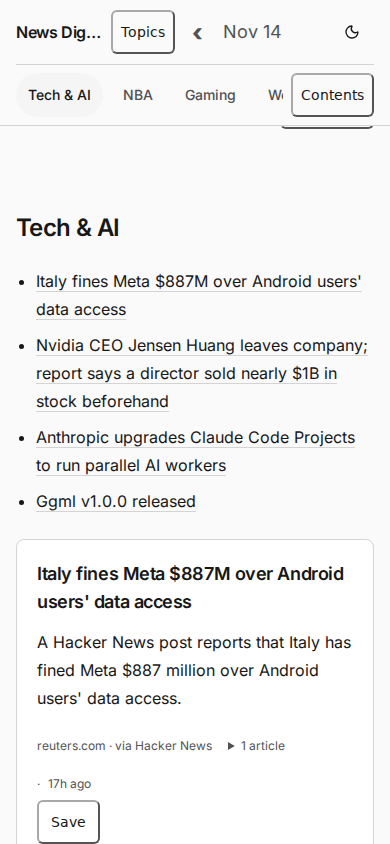 News Dig...
Topics
‹
Nov 14
Tech & AI
NBA
Gaming
Contents
Tech & AI
• Italy fines Meta $887M over Android users'
data access
• Nvidia CEO Jensen Huang leaves company;
report says a director sold nearly $1B in
stock beforehand
• Anthropic upgrades Claude Code Projects
to run parallel AI workers
• Ggml v1.0.0 released
Italy fines Meta $887M over Android
users' data access
A Hacker News post reports that Italy has
fined Meta $887 million over Android
users' data access.
reuters.com · via Hacker News ▶ 1 article
· 17h ago
Save